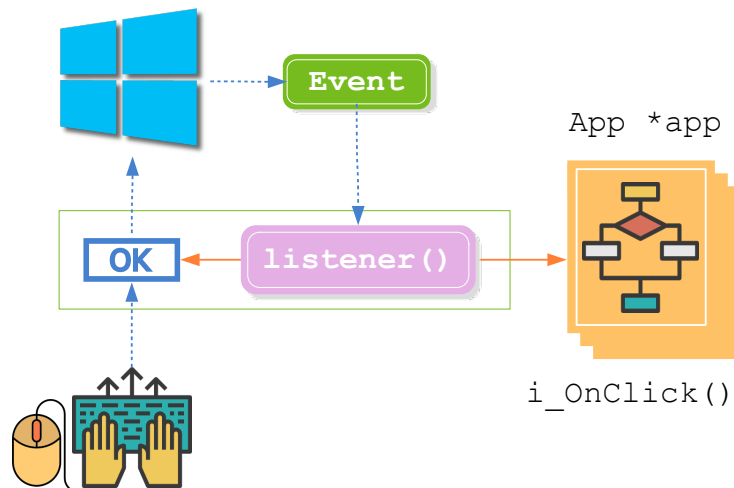 Event
App *app
OK
listener()
i_OnClick()